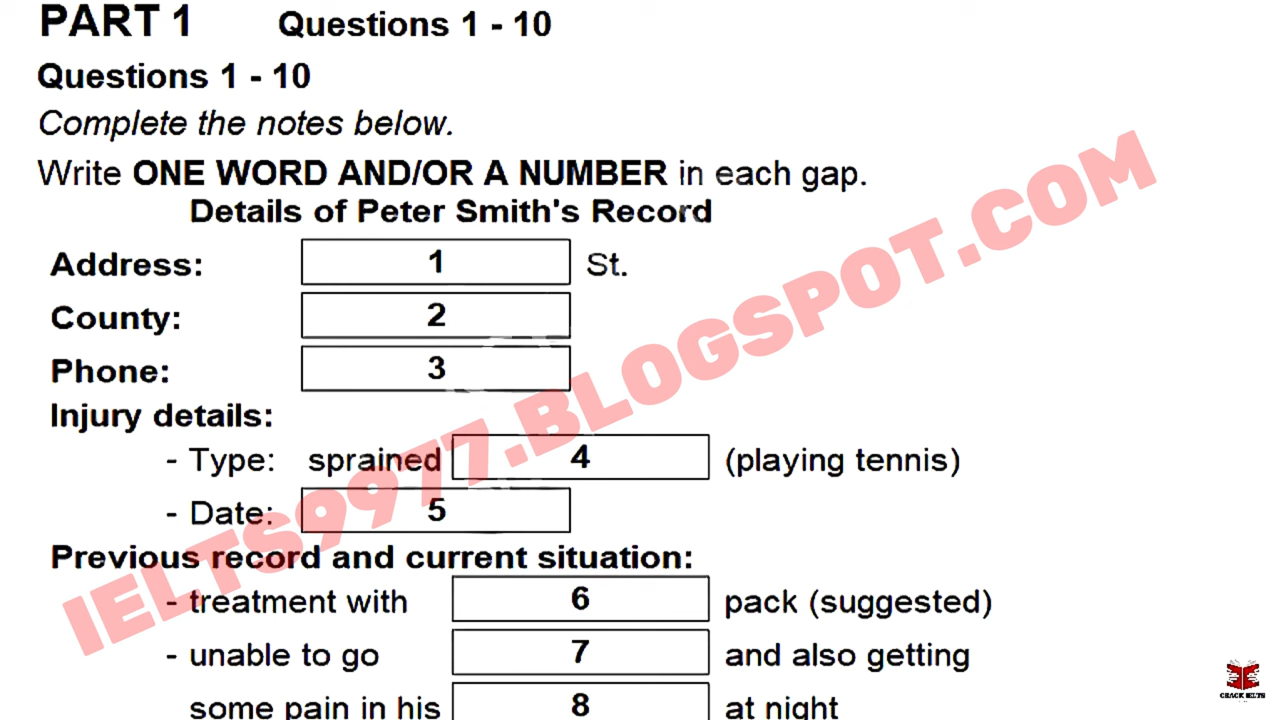 PART 1 Questions 1 - 10
Questions 1 - 10
Complete the notes below.
Write ONE WORD AND/OR A NUMBER in each gap.
Details of Peter Smith's Record
Address: 1 St.
County: 2
Phone: 3
Injury details:
- Type: sprained 4 (playing tennis)
- Date: 5
Previous record and current situation:
- treatment with 6 pack (suggested)
- unable to go 7 and also getting
some pain in his 8 at night
IELTS9977.BLOGSPOT.COM
CRACK IELTS